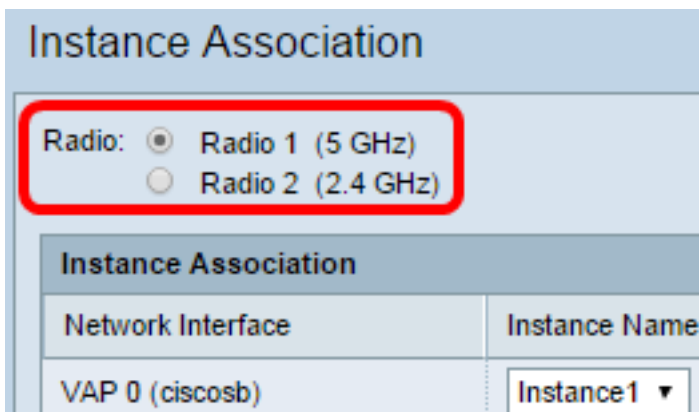 Instance Association
Radio: Radio 1 (5 GHz)
Radio 2 (2.4 GHz)
Instance Association
Network Interface Instance Name
VAP 0 (ciscosb) Instance1